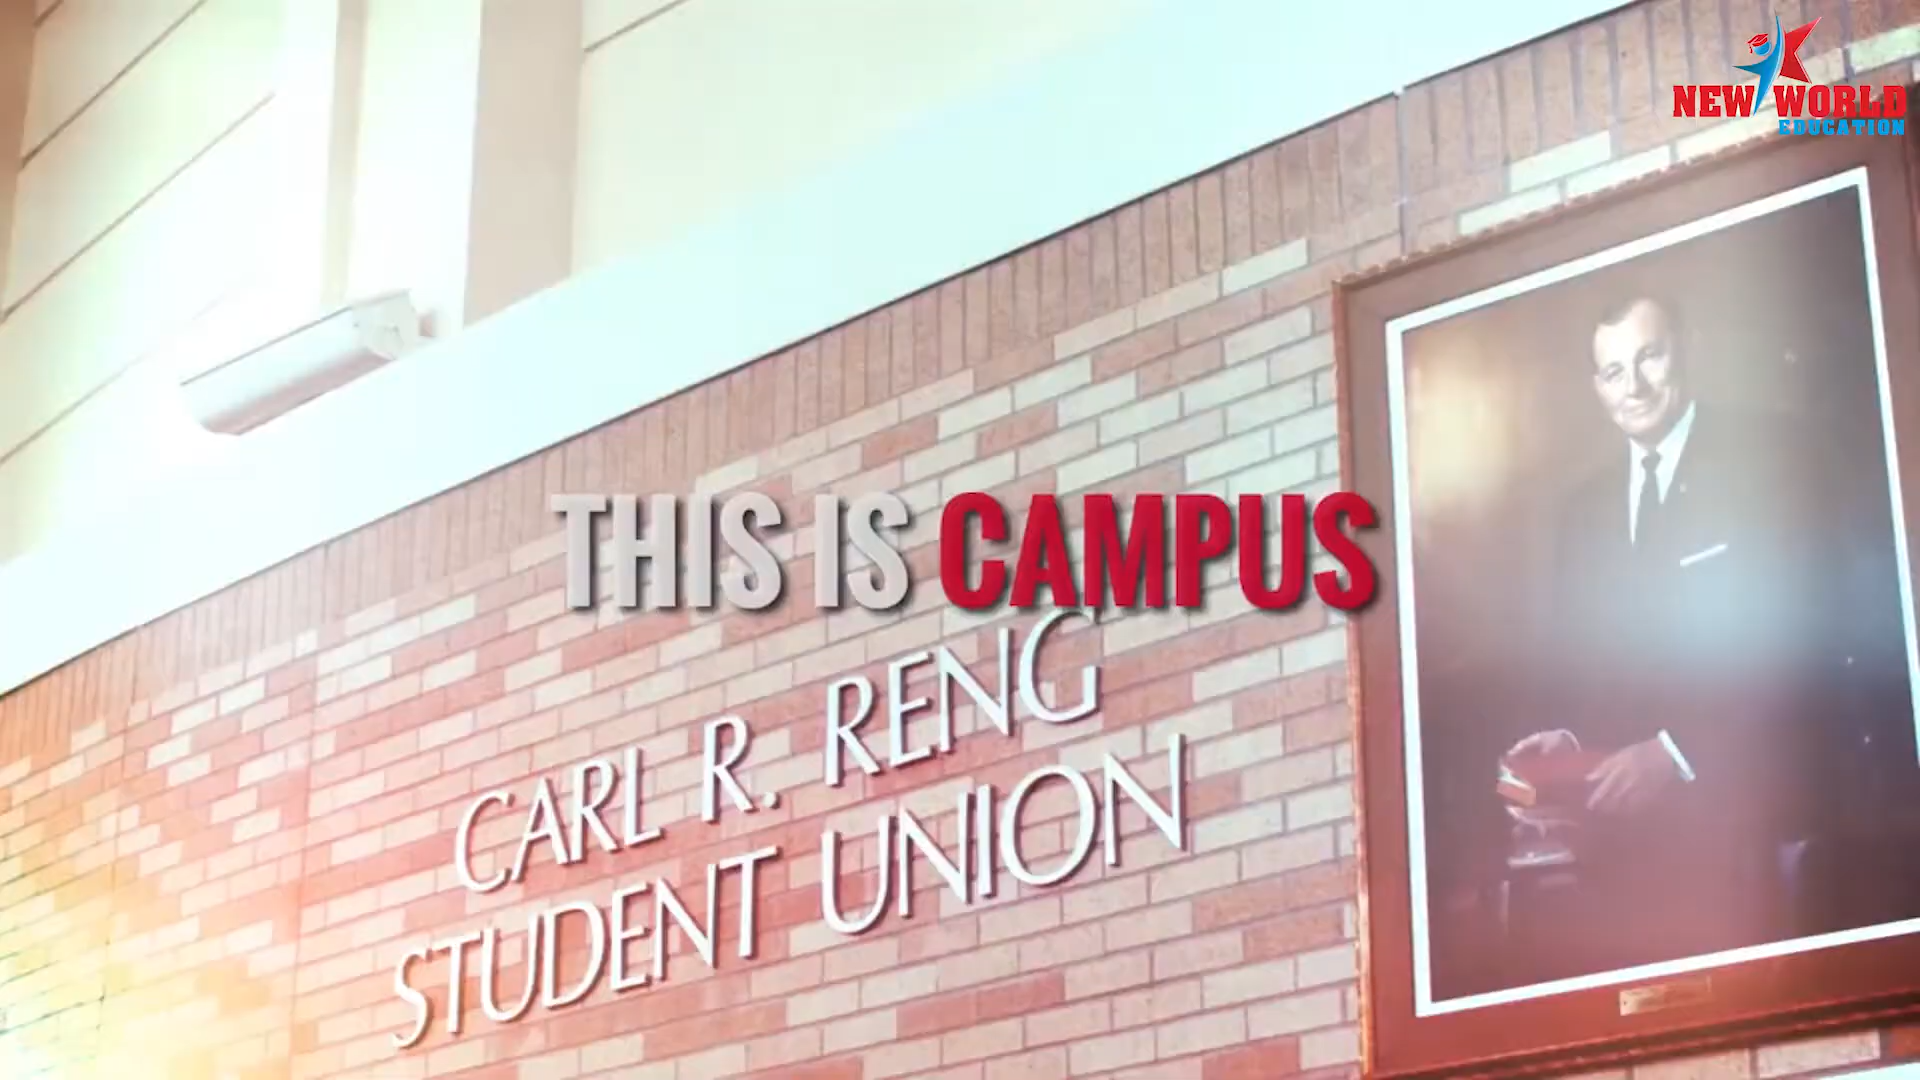 NEW WORLD
EDUCATION
THIS IS CAMPUS
CARL R. RENG
STUDENT UNION